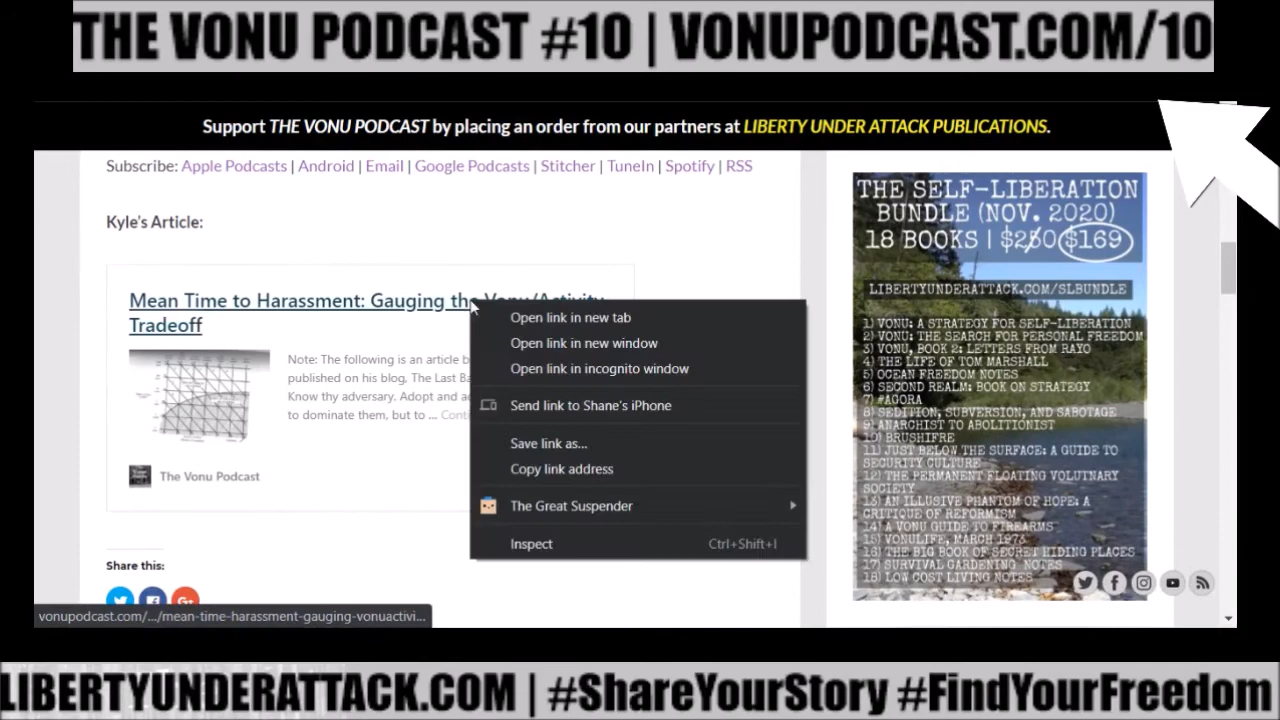 THE VONU PODCAST #10 | VONUPODCAST.COM/10
Support THE VONU PODCAST by placing an order from our partners at LIBERTY UNDER ATTACK PUBLICATIONS.
Subscribe: Apple Podcasts | Android | Email | Google Podcasts | Stitcher | TuneIn | Spotify | RSS
Kyle's Article:
Mean Time to Harassment: Gauging the Vonu/Activity
Tradeoff
Note: The following is an article b
published on his blog, The Last Ba
Know thy adversary. Adopt and a
to dominate them, but to ... Conti
The Vonu Podcast
Share this:
vonupodcast.com/.../mean-time-harassment-gauging-vonuactivi...
Open link in new tab
Open link in new window
Open link in incognito window
Send link to Shane's iPhone
Save link as...
Copy link address
The Great Suspender
Inspect Ctrl+Shift+I
THE SELF-LIBERATION
BUNDLE (NOV. 2020)
18 BOOKS | $250 $169
LIBERTYUNDERATTACK.COM/SLBUNDLE
1) VONU: A STRATEGY FOR SELF-LIBERATION
2) VONU: THE SEARCH FOR PERSONAL FREEDOM
3) VONU, BOOK 2: LETTERS FROM RAYO
4) THE LIFE OF TOM MARSHALL
5) OCEAN FREEDOM NOTES
6) SECOND REALM: BOOK ON STRATEGY
7) #AGORA
8) SEDITION, SUBVERSION, AND SABOTAGE
9) ANARCHIST TO ABOLITIONIST
10) BRUSHIFRE
11) JUST BELOW THE SURFACE: A GUIDE TO
SECURITY CULTURE
12) THE PERMANENT FLOATING VOLUTNARY
SOCIETY
13) AN ILLUSIVE PHANTOM OF HOPE: A
CRITIQUE OF REFORMISM
14) A VONU GUIDE TO FIREARMS
15) VONULIFE, MARCH 1973
16) THE BIG BOOK OF SECRET HIDING PLACES
17) SURVIVAL GARDENING NOTES
18) LOW COST LIVING NOTES
LIBERTYUNDERATTACK.COM | #ShareYourStory #FindYourFreedom